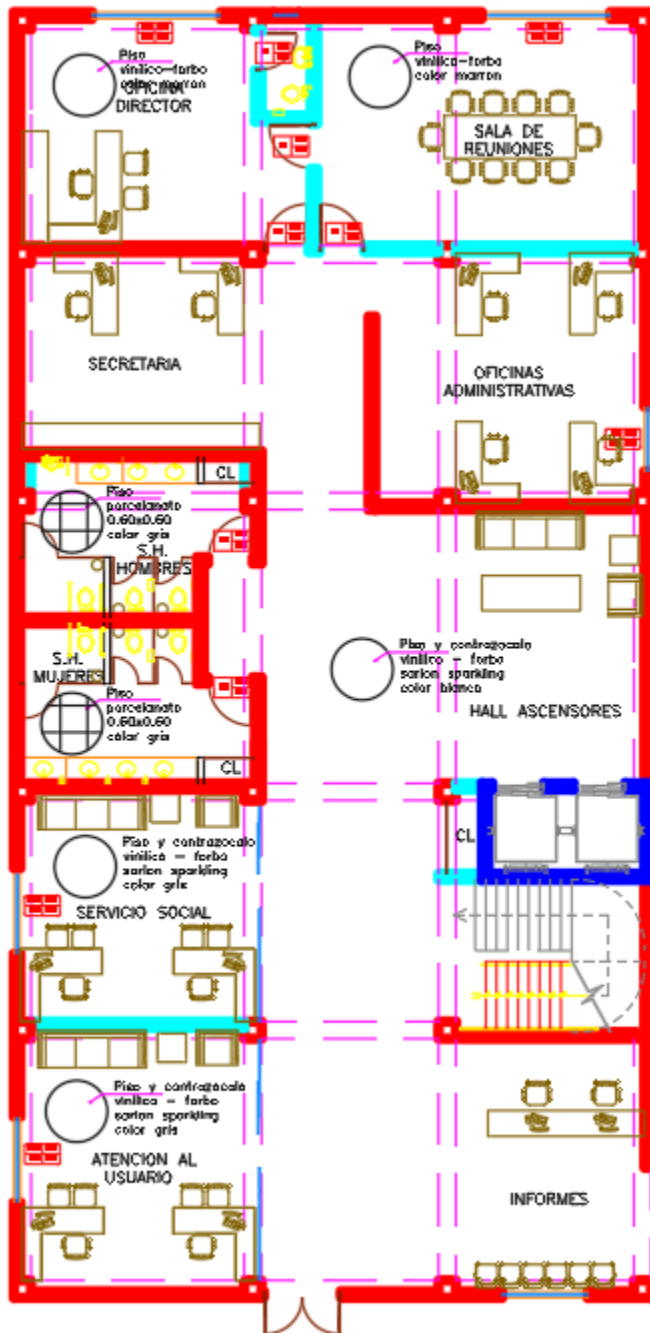 Piso
vinilico-forbo
color marron
OFICINA
DIRECTOR
Piso
vinilico-forbo
color marron
SALA DE
REUNIONES
SECRETARIA
OFICINAS
ADMINISTRATIVAS
CL
Piso
porcelanato
0.60x0.60
color gris
S.H.
HOMBRES
S.H.
MUJERES
Piso
porcelanato
0.60x0.60
color gris
CL
Piso y contrazocalo
vinilico - forbo
sarlon sparkling
color blanco
HALL ASCENSORES
CL
Piso y contrazocalo
vinilico - forbo
sarlon sparkling
color gris
SERVICIO SOCIAL
Piso y contrazocalo
vinilico - forbo
sarlon sparkling
color gris
ATENCION AL
USUARIO
INFORMES